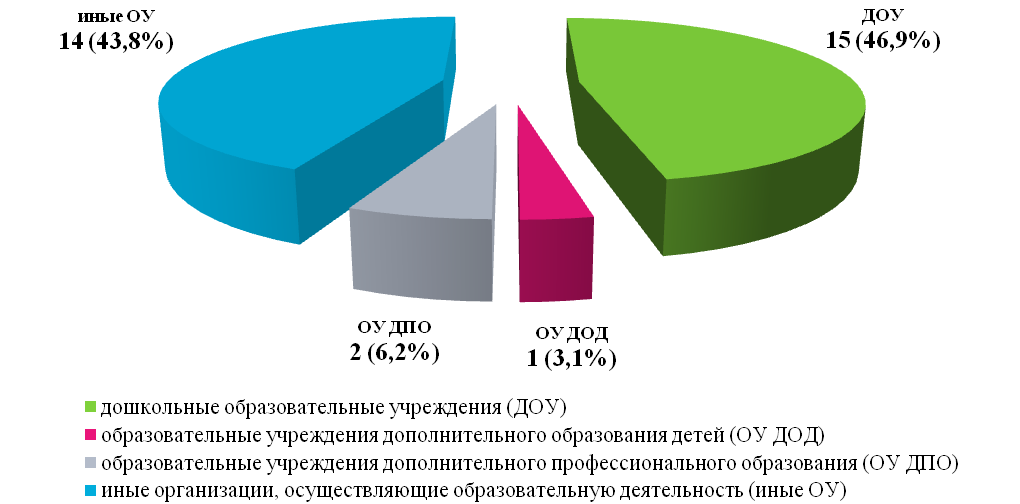 иные ОУ
14 (43,8%)
ДОУ
15 (46,9%)
ОУ ДПО
2 (6,2%)
ОУ ДОД
1 (3,1%)
дошкольные образовательные учреждения (ДОУ)
образовательные учреждения дополнительного образования детей (ОУ ДОД)
образовательные учреждения дополнительного профессионального образования (ОУ ДПО)
иные организации, осуществляющие образовательную деятельность (иные ОУ)